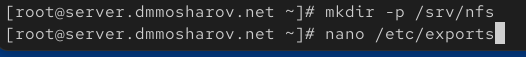 [root@server.dmmosharov.net ~]# mkdir -p /srv/nfs
[root@server.dmmosharov.net ~]# nano /etc/exports